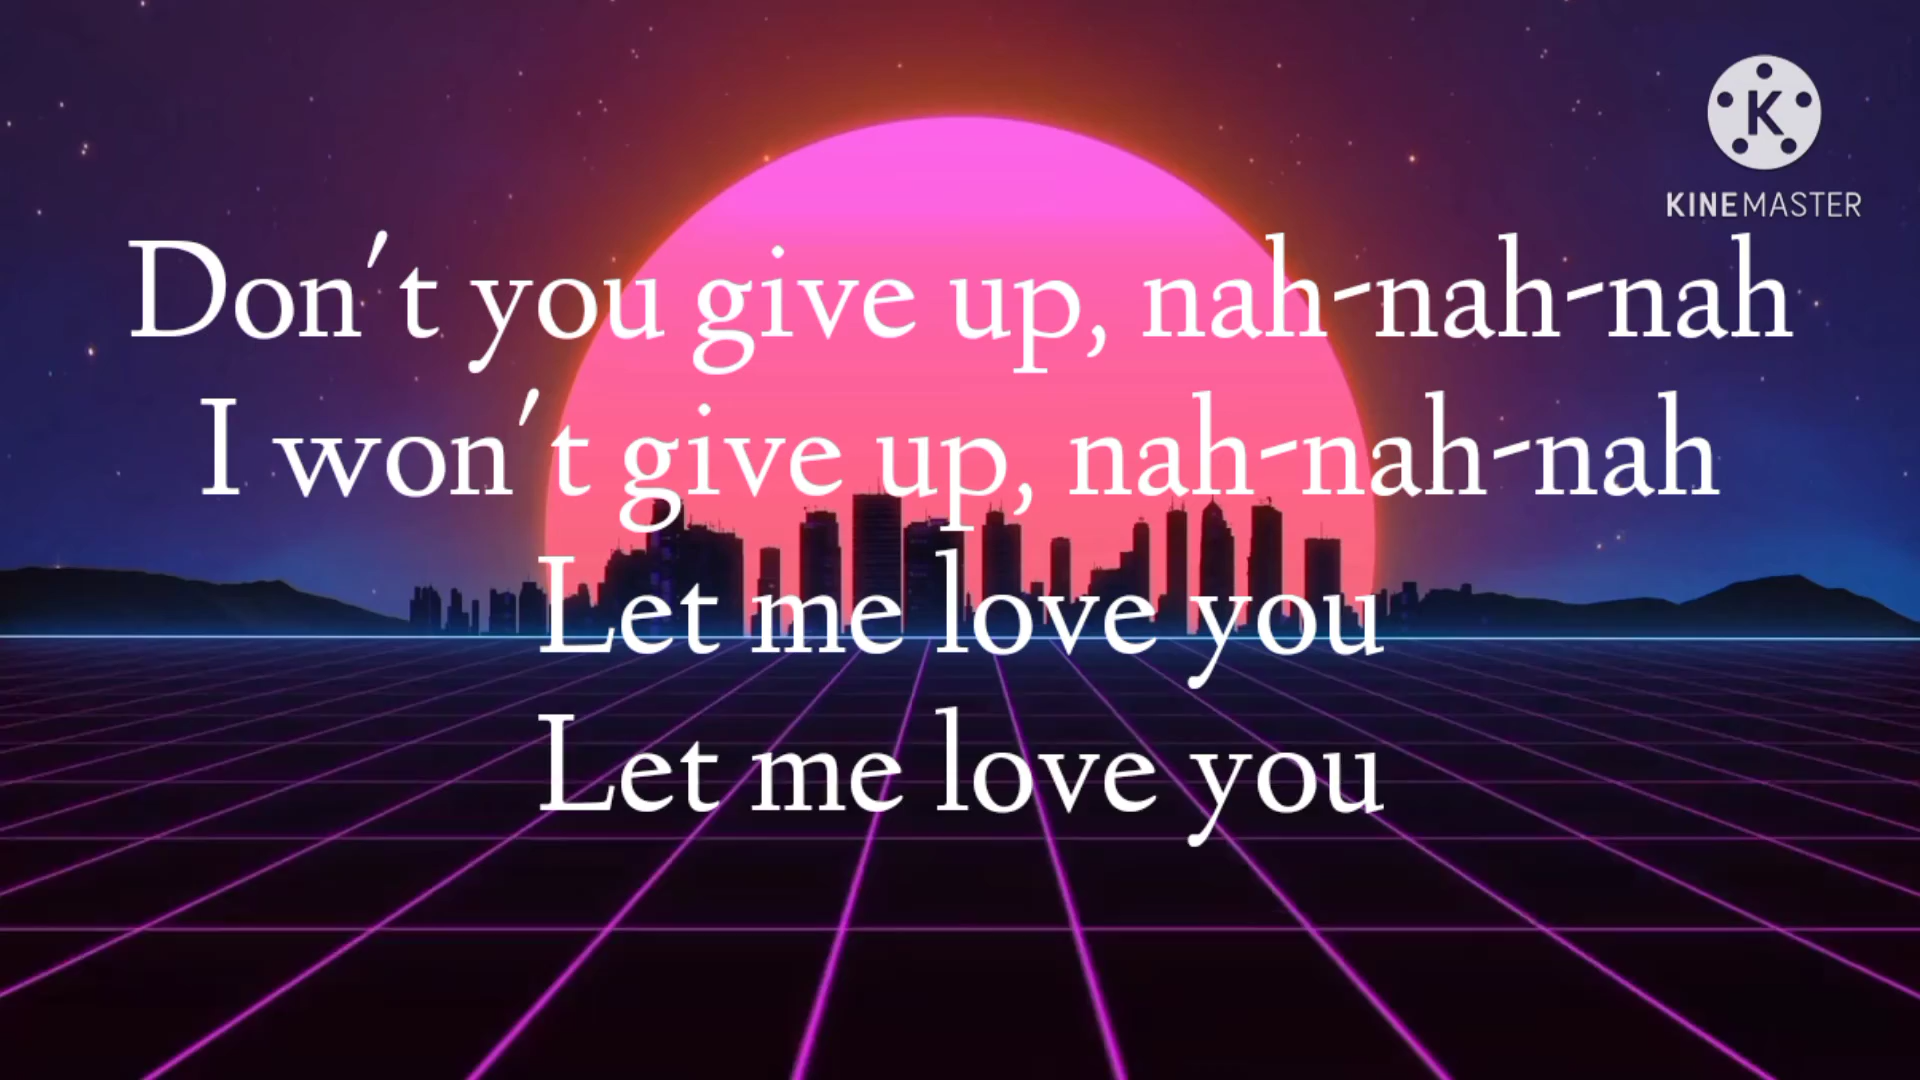 K
KINEMASTER
Don't you give up, nah-nah-nah
I won't give up, nah-nah-nah
Let me love you
Let me love you